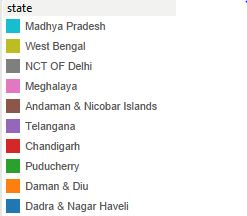 state
Madhya Pradesh
West Bengal
NCT OF Delhi
Meghalaya
Andaman & Nicobar Islands
Telangana
Chandigarh
Puducherry
Daman & Diu
Dadra & Nagar Haveli